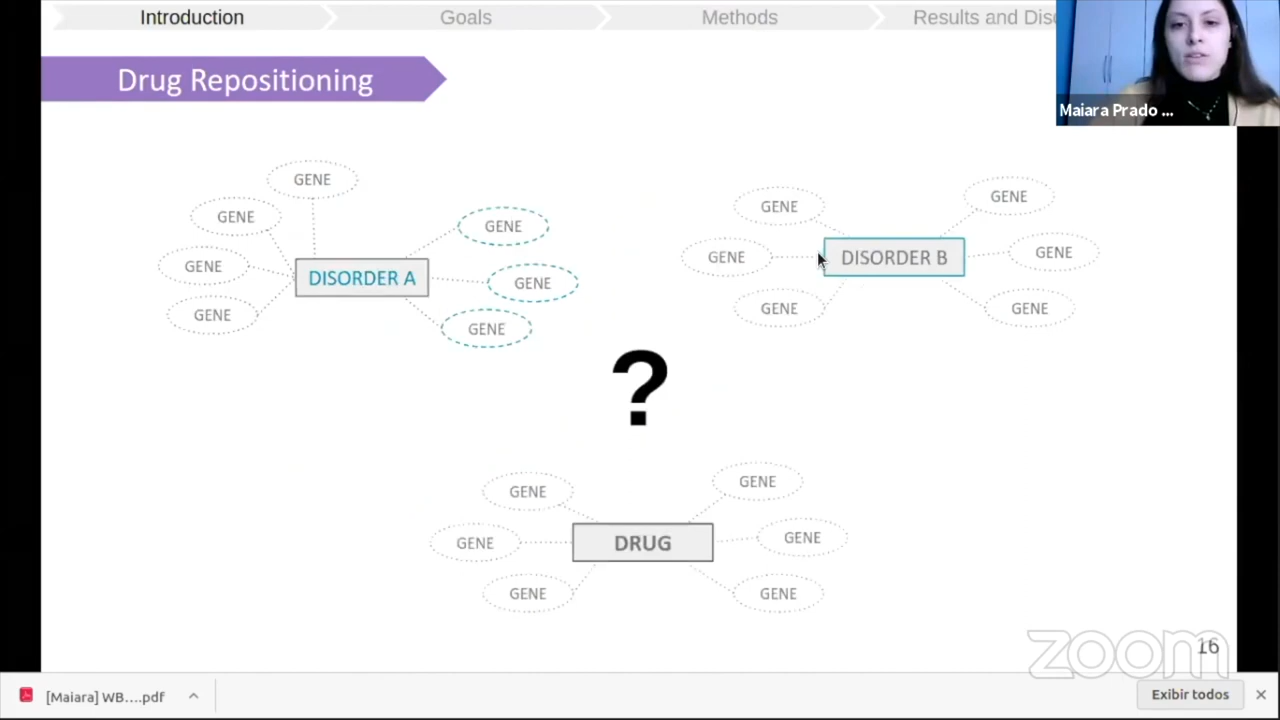 Introduction
Goals
Methods
Results and Disc
Drug Repositioning
Maiara Prado ...
GENE
GENE
GENE
GENE
DISORDER A
GENE
GENE
GENE
GENE
GENE
GENE
DISORDER B
GENE
GENE
GENE
?
GENE
GENE
GENE
DRUG
GENE
GENE
GENE
zoom
16
[Maiara] WB....pdf
Exibir todos